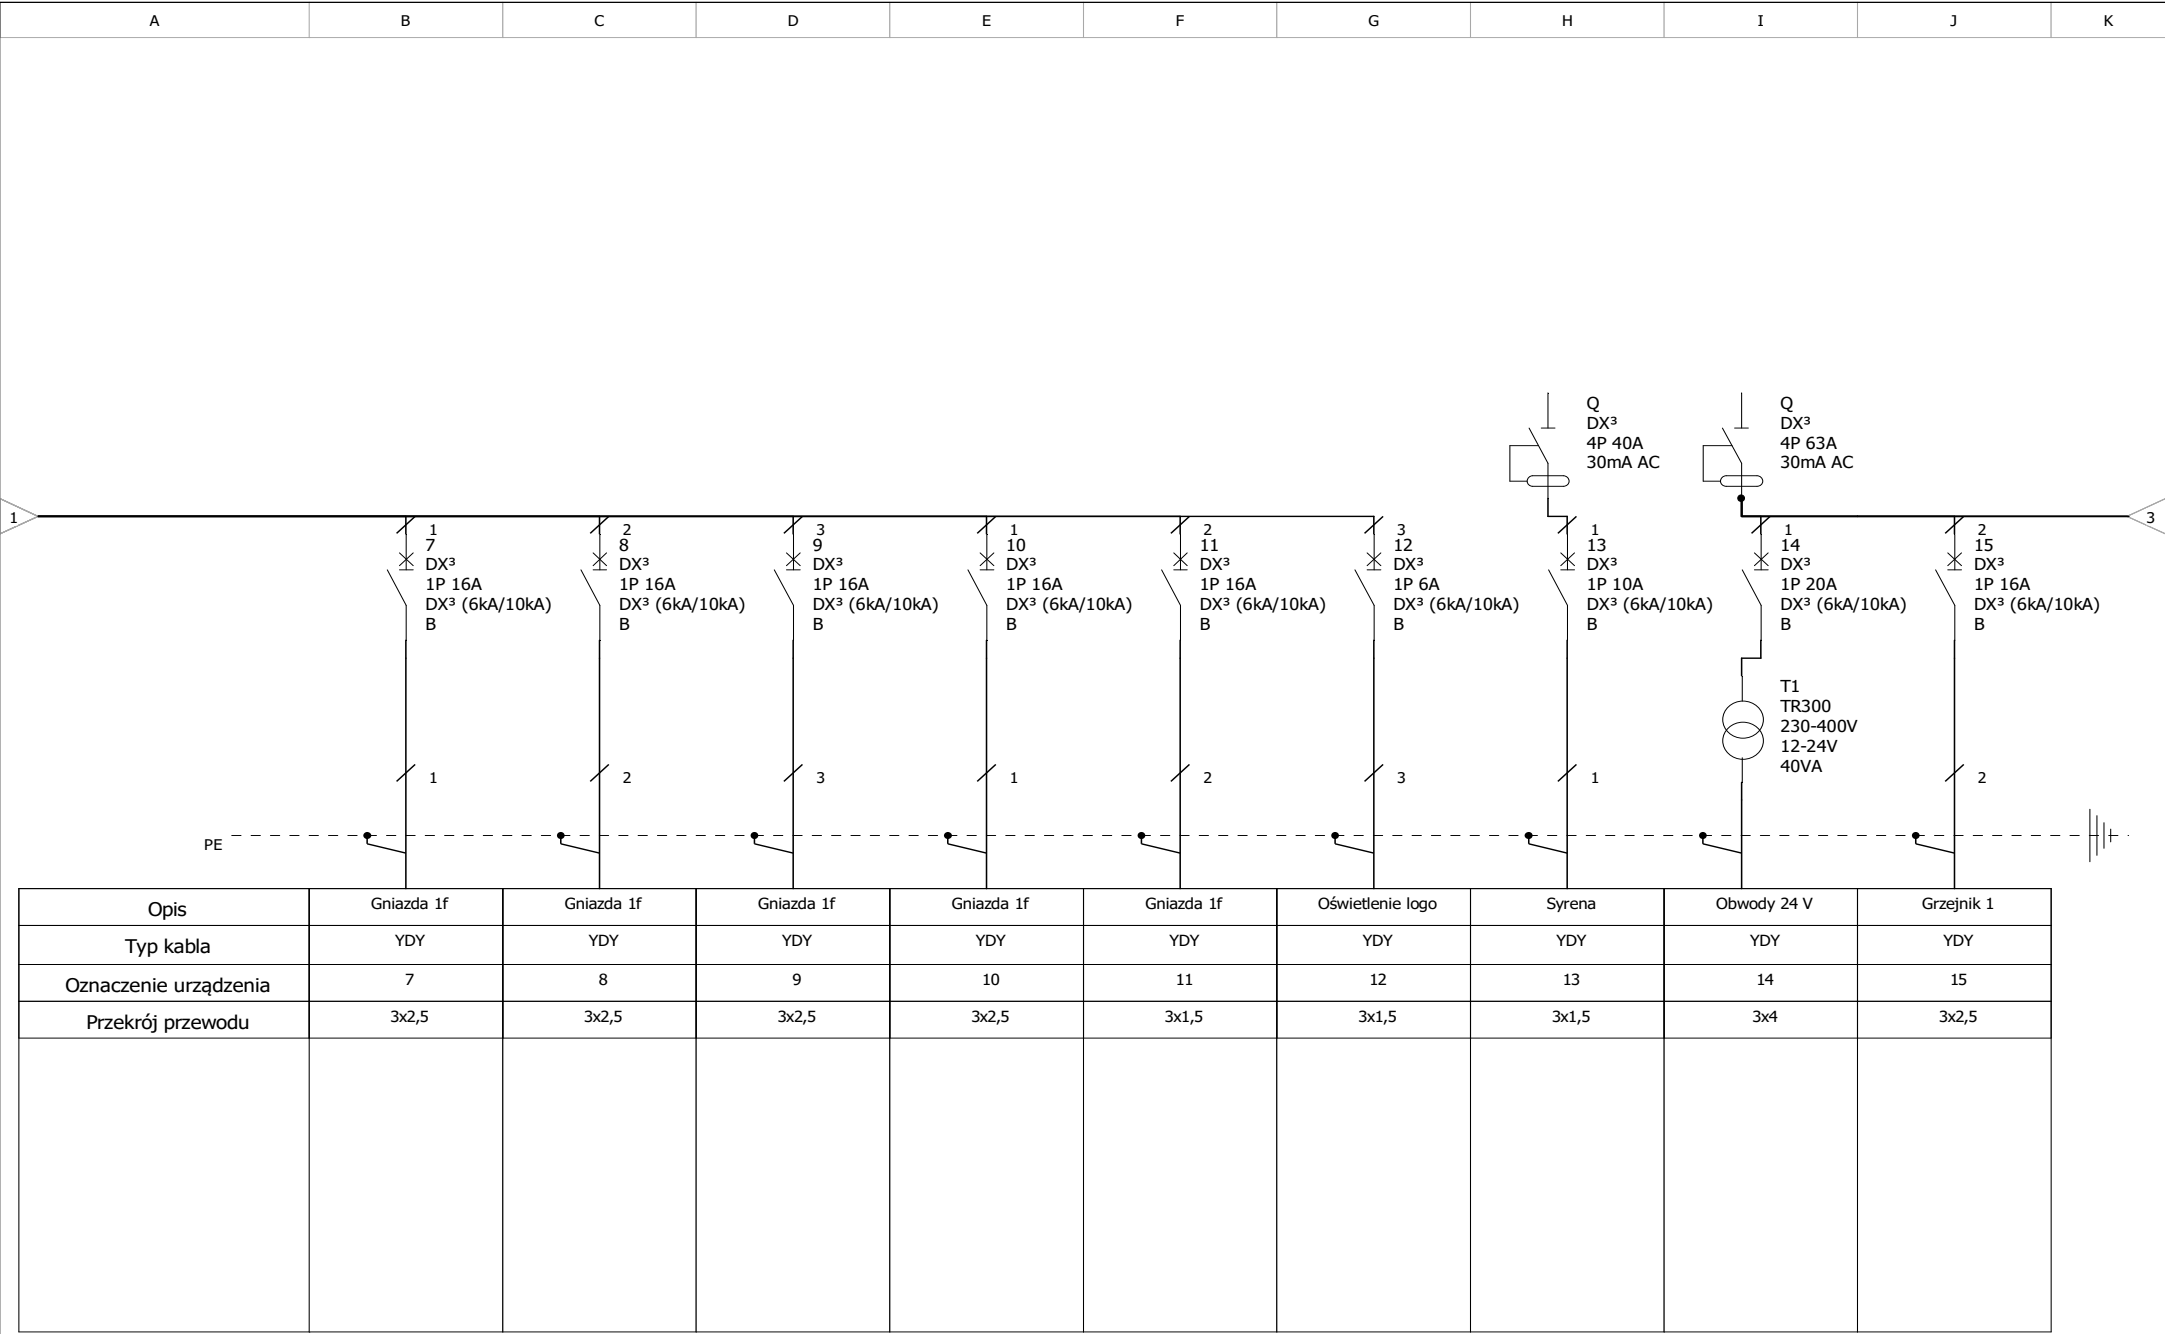 A B C D E F G H I J K
Q
DX³
4P 40A
30mA AC
Q
DX³
4P 63A
30mA AC
1
3
1
7
DX³
1P 16A
DX³ (6kA/10kA)
B
2
8
DX³
1P 16A
DX³ (6kA/10kA)
B
3
9
DX³
1P 16A
DX³ (6kA/10kA)
B
1
10
DX³
1P 16A
DX³ (6kA/10kA)
B
2
11
DX³
1P 16A
DX³ (6kA/10kA)
B
3
12
DX³
1P 6A
DX³ (6kA/10kA)
B
1
13
DX³
1P 10A
DX³ (6kA/10kA)
B
1
14
DX³
1P 20A
DX³ (6kA/10kA)
B
2
15
DX³
1P 16A
DX³ (6kA/10kA)
B
T1
TR300
230-400V
12-24V
40VA
1 2 3 1 2 3 1 2
PE
Opis Gniazda 1f Gniazda 1f Gniazda 1f Gniazda 1f Gniazda 1f Oświetlenie logo Syrena Obwody 24 V Grzejnik 1
Typ kabla YDY YDY YDY YDY YDY YDY YDY YDY YDY
Oznaczenie urządzenia 7 8 9 10 11 12 13 14 15
Przekrój przewodu 3x2,5 3x2,5 3x2,5 3x2,5 3x1,5 3x1,5 3x1,5 3x4 3x2,5